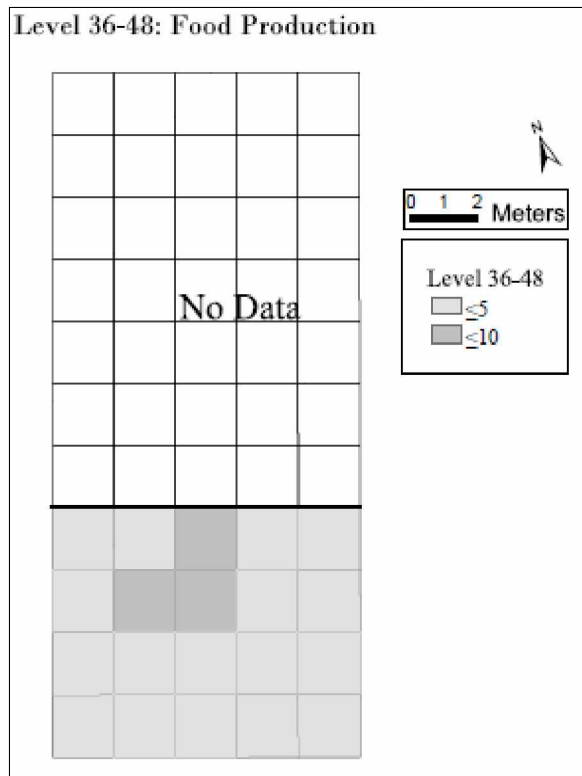 Level 36-48: Food Production
N
0 1 2 Meters
Level 36-48
≤5
≤10
No Data